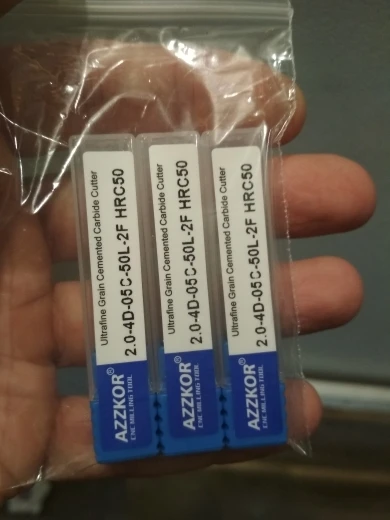 Ultrafine Grain Cemented Carbide Cutter
2.0-4D-05C-50L-2F HRC50
AZZKOR®
CNC MILLING TOOL
Ultrafine Grain Cemented Carbide Cutter
2.0-4D-05C-50L-2F HRC50
AZZKOR®
CNC MILLING TOOL
Ultrafine Grain Cemented Carbide Cutter
2.0-4D-05C-50L-2F HRC50
AZZKOR®
CNC MILLING TOOL